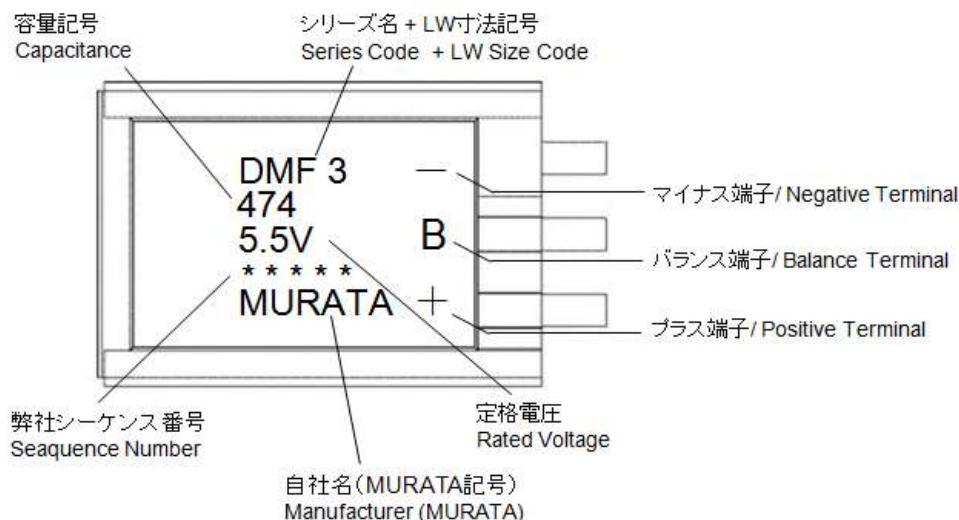 容量記号
Capacitance
シリーズ名 + LW寸法記号
Series Code + LW Size Code
DMF 3
474
5.5V
*****
MURATA
−
B
+
マイナス端子/ Negative Terminal
バランス端子/ Balance Terminal
プラス端子/ Positive Terminal
弊社シーケンス番号
Seaquence Number
定格電圧
Rated Voltage
自社名(MURATA記号)
Manufacturer (MURATA)